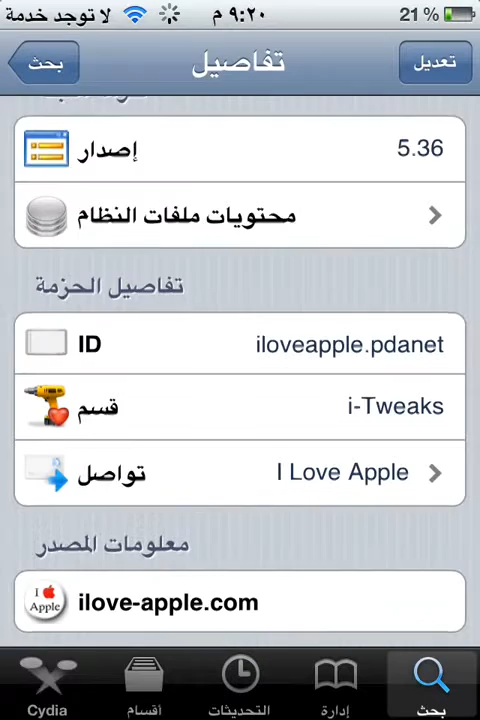 لا توجد خدمة ٩:٢٠ م 21 %
بحث تفاصيل تعديل
إصدار 5.36
محتويات ملفات النظام
تفاصيل الحزمة
ID iloveapple.pdanet
قسم i-Tweaks
تواصل I Love Apple
معلومات المصدر
I Apple ilove-apple.com
Cydia أقسام التحديثات إدارة بحث